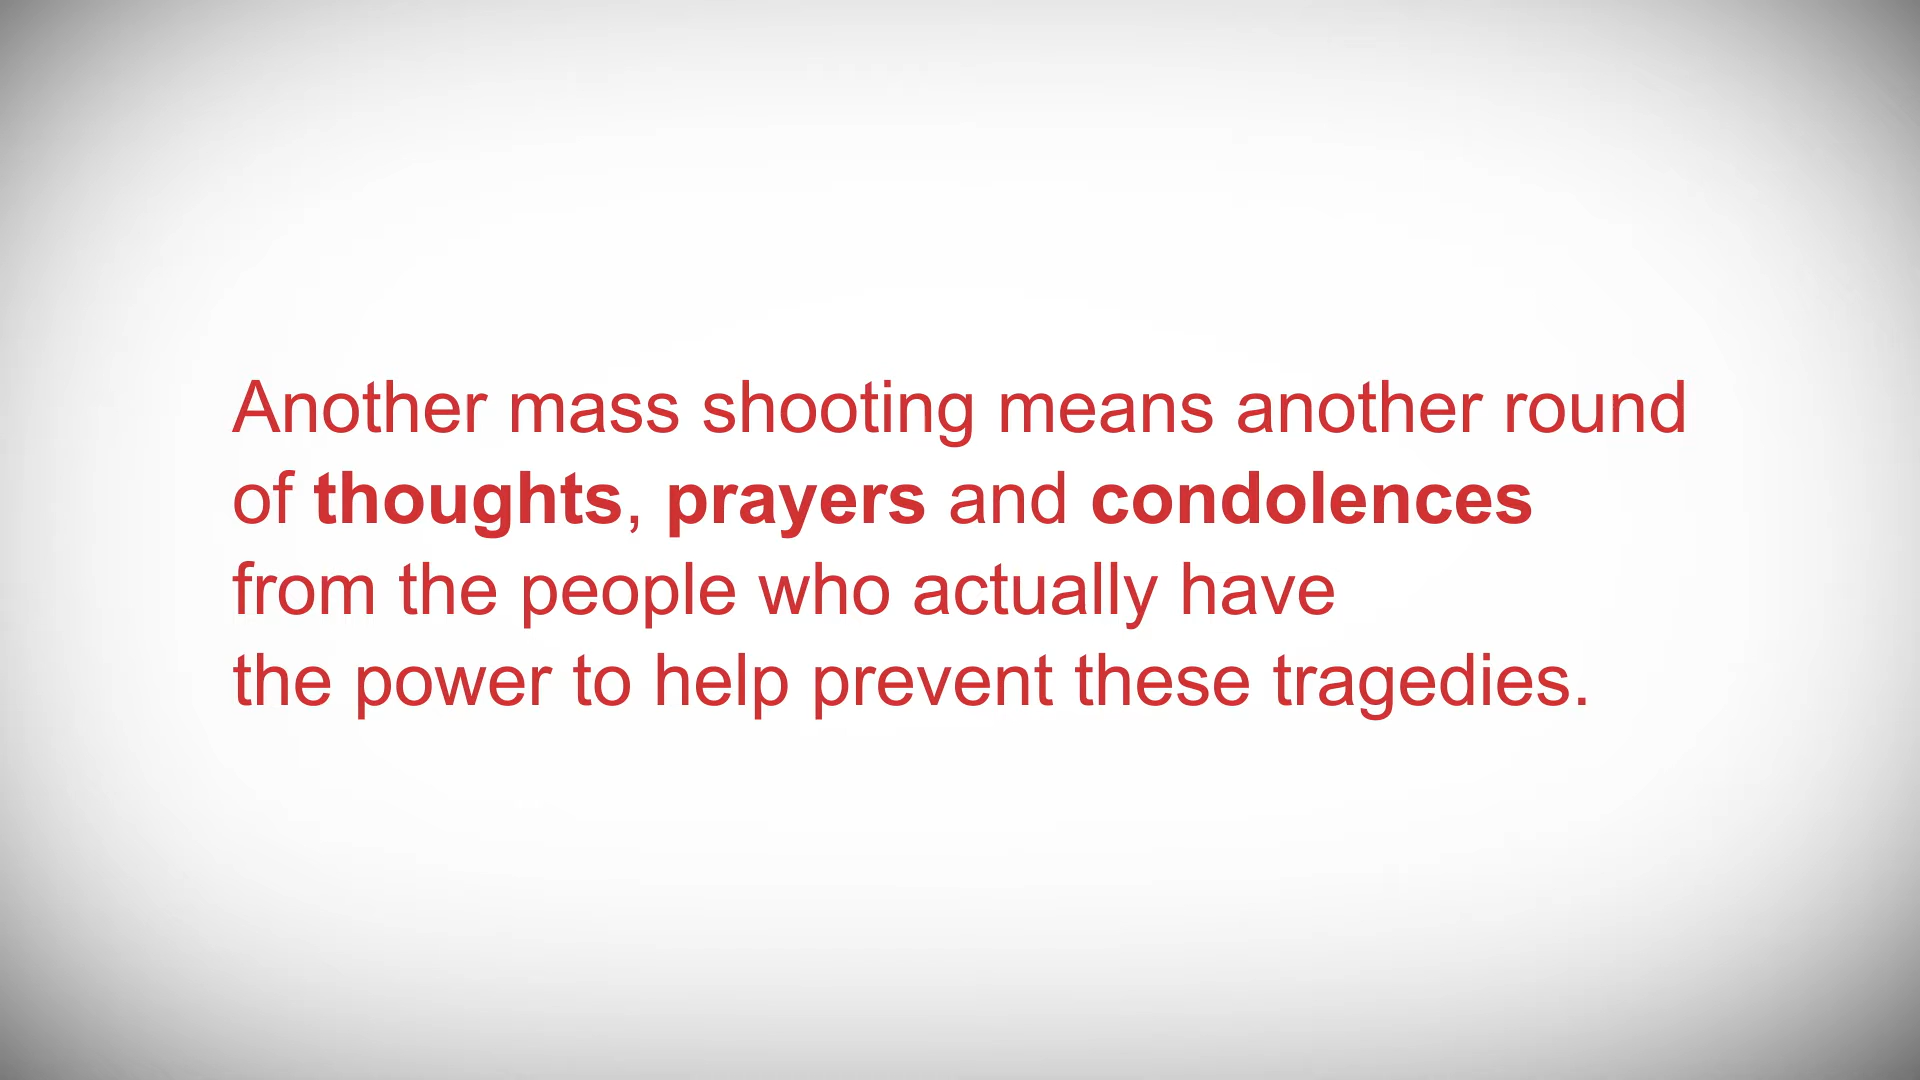 Another mass shooting means another round
of thoughts, prayers and condolences
from the people who actually have
the power to help prevent these tragedies.